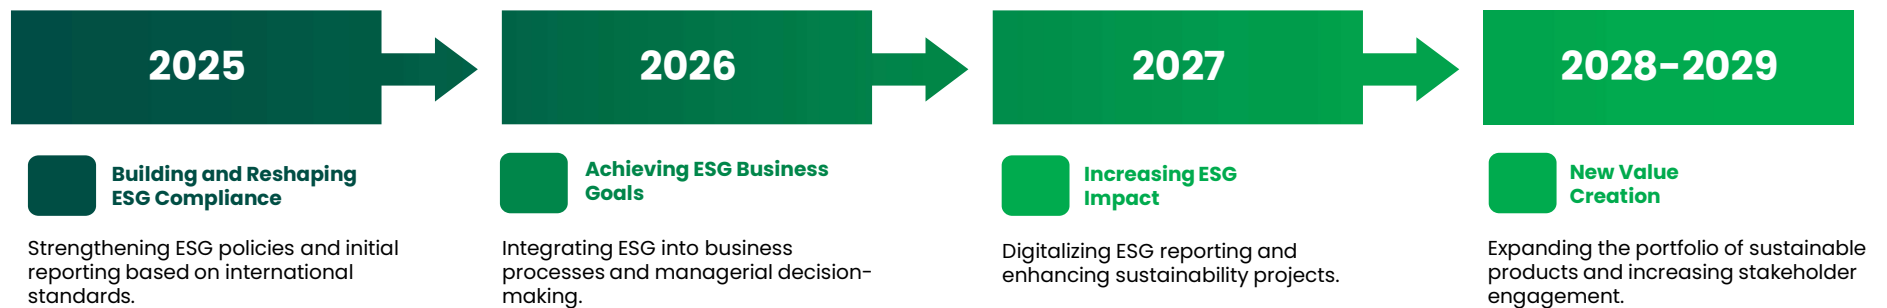 2025
Building and Reshaping
ESG Compliance
Strengthening ESG policies and initial
reporting based on international
standards.
2026
Achieving ESG Business
Goals
Integrating ESG into business
processes and managerial decision-
making.
2027
Increasing ESG
Impact
Digitalizing ESG reporting and
enhancing sustainability projects.
2028-2029
New Value
Creation
Expanding the portfolio of sustainable
products and increasing stakeholder
engagement.